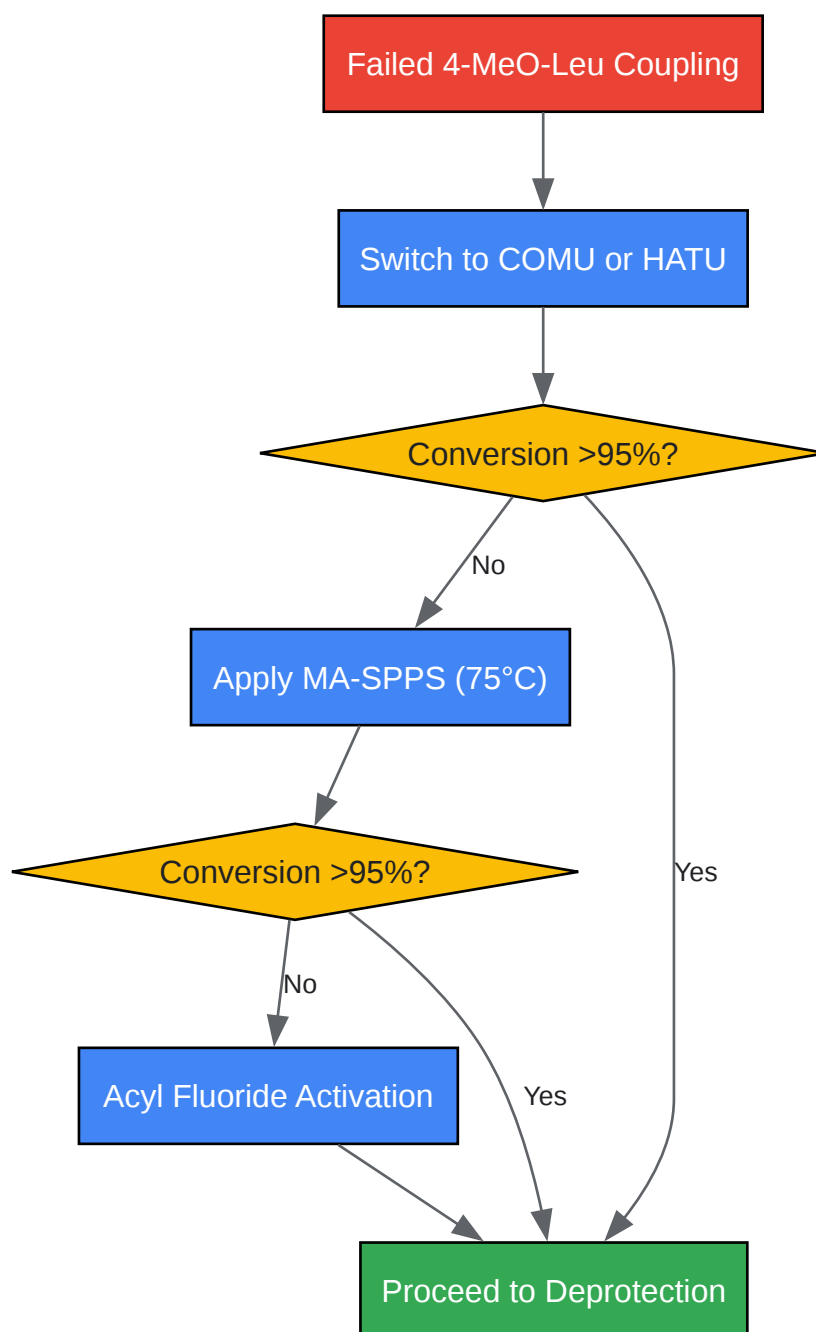 Failed 4-MeO-Leu Coupling
Switch to COMU or HATU
Conversion >95%?
No
Apply MA-SPPS (75°C)
Conversion >95%?
Yes
No
Acyl Fluoride Activation
Yes
Proceed to Deprotection